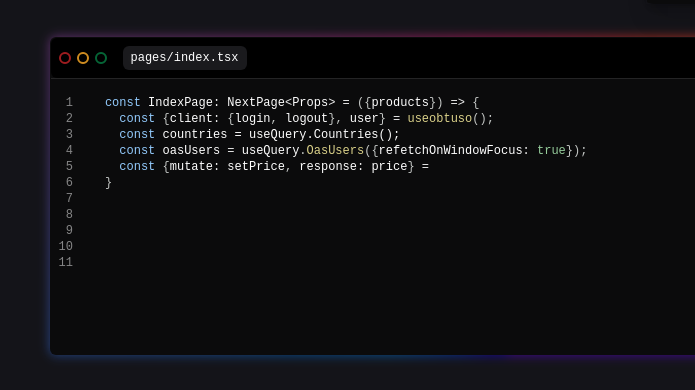 pages/index.tsx
1 const IndexPage: NextPage<Props> = ({products}) => {
2 const {client: {login, logout}, user} = useobtuso();
3 const countries = useQuery.Countries();
4 const oasUsers = useQuery.OasUsers({refetchOnWindowFocus: true});
5 const {mutate: setPrice, response: price} =
6 }
7
8
9
10
11